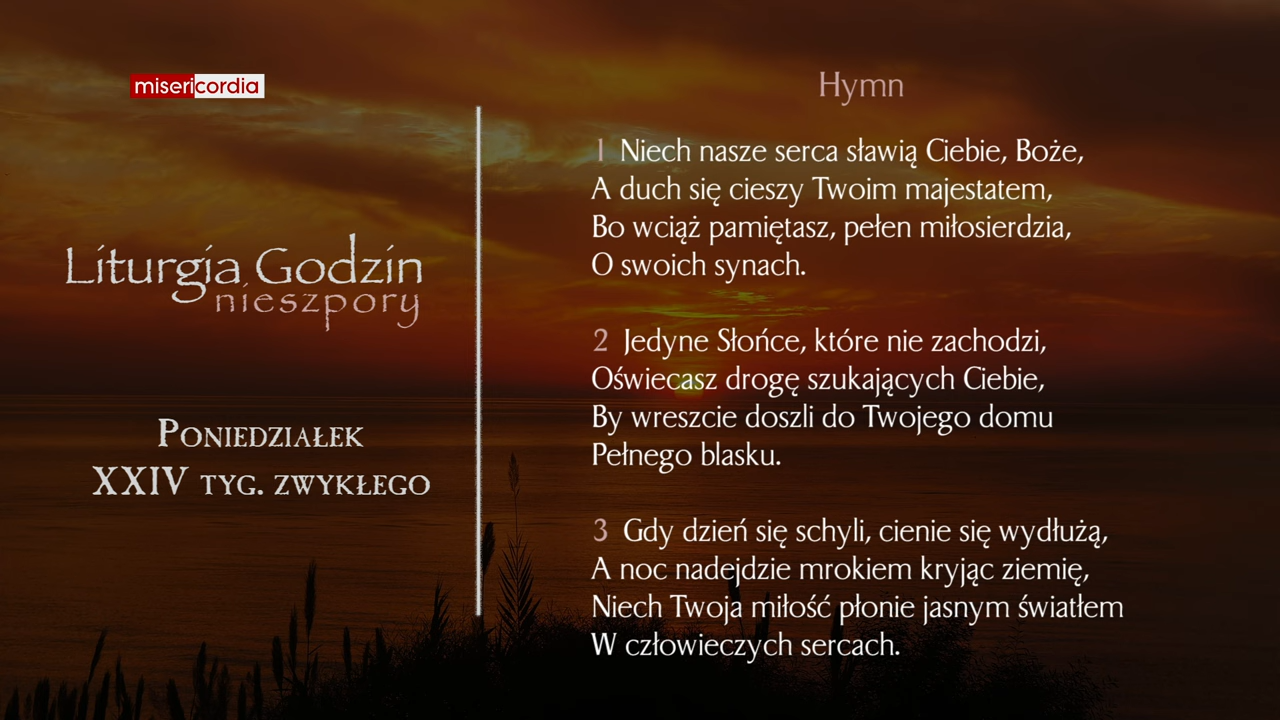 misericordia
Liturgia Godzin
nieszpory
Poniedziałek
XXIV tyg. zwykłego
Hymn
1 Niech nasze serca sławią Ciebie, Boże,
A duch się cieszy Twoim majestatem,
Bo wciąż pamiętasz, pełen miłosierdzia,
O swoich synach.
2 Jedyne Słońce, które nie zachodzi,
Oświecasz drogę szukających Ciebie,
By wreszcie doszli do Twojego domu
Pełnego blasku.
3 Gdy dzień się schyli, cienie się wydłużą,
A noc nadejdzie mrokiem kryjąc ziemię,
Niech Twoja miłość płonie jasnym światłem
W człowieczych sercach.